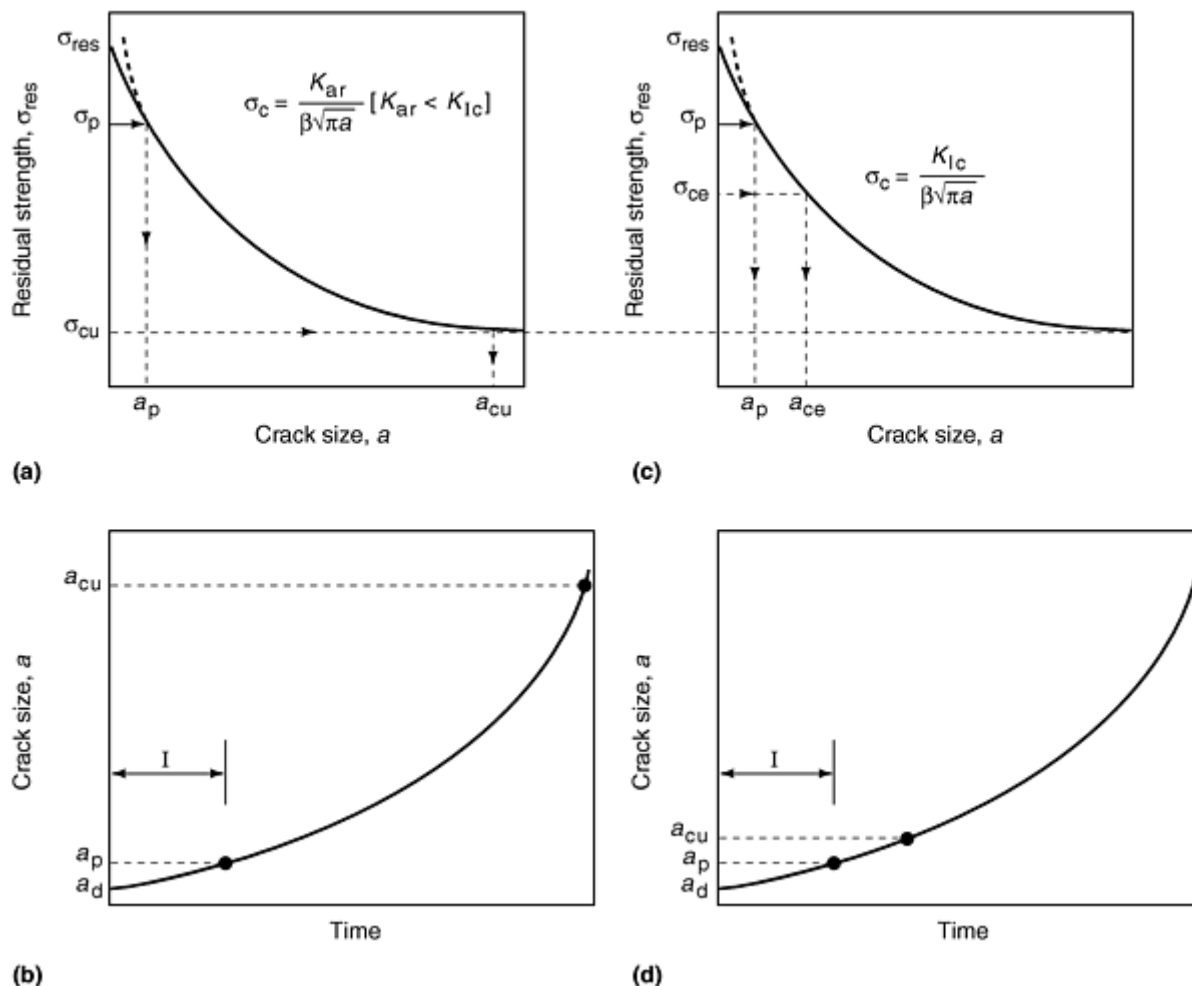 σres
σp
σcu
Residual strength, σres
σc = Kar / β√πa [Kar < KIc]
ap
acu
Crack size, a
(a)
σres
σp
σce
Residual strength, σres
σc = KIc / β√πa
ap
ace
Crack size, a
(c)
acu
Crack size, a
I
ap
ad
Time
(b)
Crack size, a
I
acu
ap
ad
Time
(d)